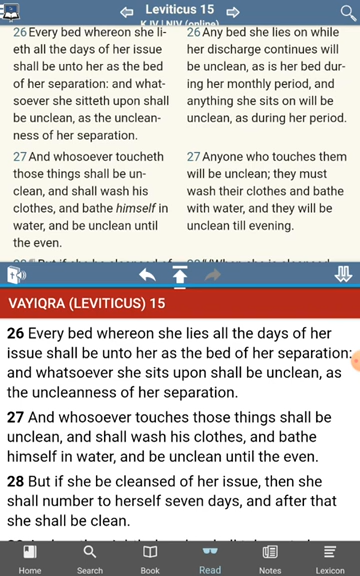 Leviticus 15
KJV | NIV (online)
26 Every bed whereon she li-
eth all the days of her issue
shall be unto her as the bed
of her separation: and what-
soever she sitteth upon shall
be unclean, as the unclean-
ness of her separation.
27 And whosoever toucheth
those things shall be un-
clean, and shall wash his
clothes, and bathe himself in
water, and be unclean until
the even.
26 Any bed she lies on while
her discharge continues will
be unclean, as is her bed dur-
ing her monthly period, and
anything she sits on will be
unclean, as during her period.
27 Anyone who touches them
will be unclean; they must
wash their clothes and bathe
with water, and they will be
unclean till evening.
VAYIQRA (LEVITICUS) 15
26 Every bed whereon she lies all the days of her
issue shall be unto her as the bed of her separation:
and whatsoever she sits upon shall be unclean, as
the uncleanness of her separation.
27 And whosoever touches those things shall be
unclean, and shall wash his clothes, and bathe
himself in water, and be unclean until the even.
28 But if she be cleansed of her issue, then she
shall number to herself seven days, and after that
she shall be clean.
Home
Search
Book
Read
Notes
Lexicon